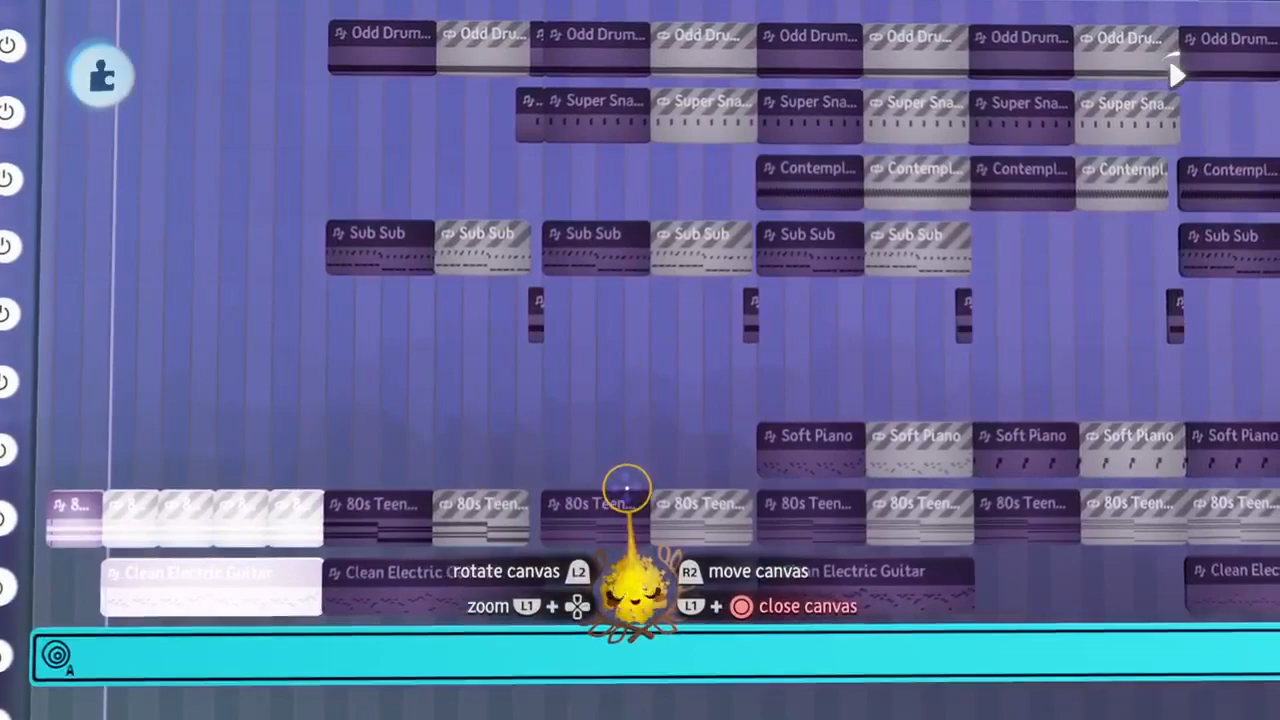 Odd Drum... Odd Dru... Odd Drum... Odd Dru... Odd Drum... Odd Dru... Odd Drum... Odd Dru... Odd Drum...
Super Sna... Super Sna... Super Sna... Super Sna... Super Sna... Super Sna...
Contempl... Contempl... Contempl... Contempl. Contempl...
Sub Sub Sub Sub Sub Sub Sub Sub Sub Sub Sub Sub Sub Sub
Soft Piano Soft Piano Soft Piano Soft Piano Soft Piano
8... 8... 8... 8... 8... 80s Teen... 80s Teen... 80s Teen... 80s Teen... 80s Teen... 80s Teen... 80s Teen... 80s Teen... 80s Teen...
Clean Electric Guitar Clean Electric G n Electric Guitar Clean Elec
rotate canvas L2 R2 move canvas
zoom L1 + L1 + close canvas
A